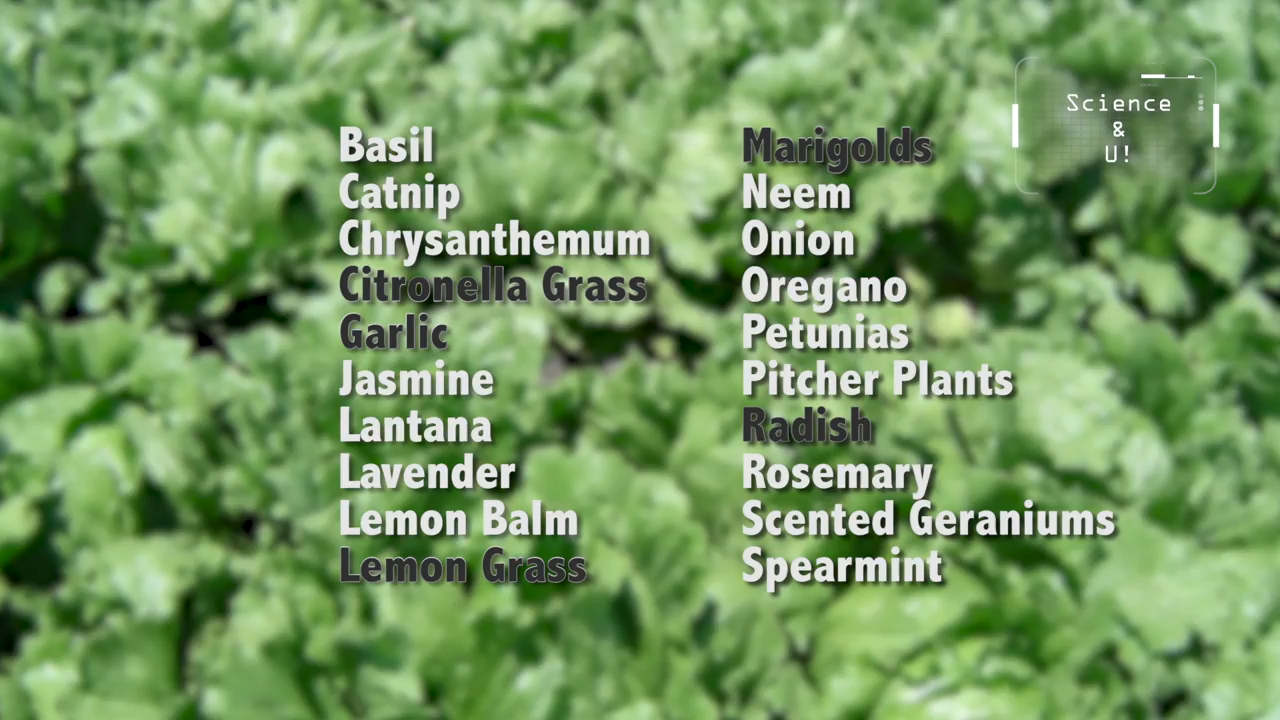 Basil
Catnip
Chrysanthemum
Citronella Grass
Garlic
Jasmine
Lantana
Lavender
Lemon Balm
Lemon Grass
Marigolds
Neem
Onion
Oregano
Petunias
Pitcher Plants
Radish
Rosemary
Scented Geraniums
Spearmint
Science
&
U!